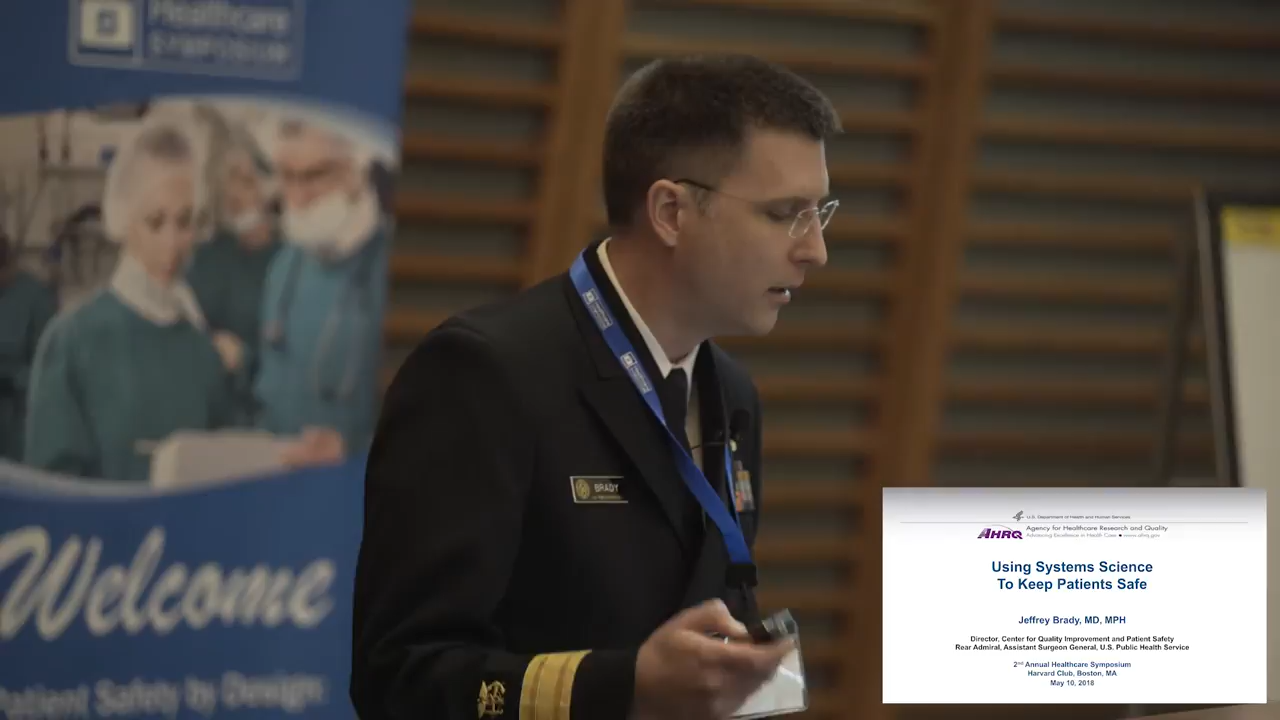 Healthcare
SYMPOSIUM
Welcome
Patient Safety by Design
BRADY
U.S. Department of Health and Human Services
AHRQ
Agency for Healthcare Research and Quality
Advancing Excellence in Health Care • www.ahrq.gov
Using Systems Science
To Keep Patients Safe
Jeffrey Brady, MD, MPH
Director, Center for Quality Improvement and Patient Safety
Rear Admiral, Assistant Surgeon General, U.S. Public Health Service
2nd Annual Healthcare Symposium
Harvard Club, Boston, MA
May 10, 2018